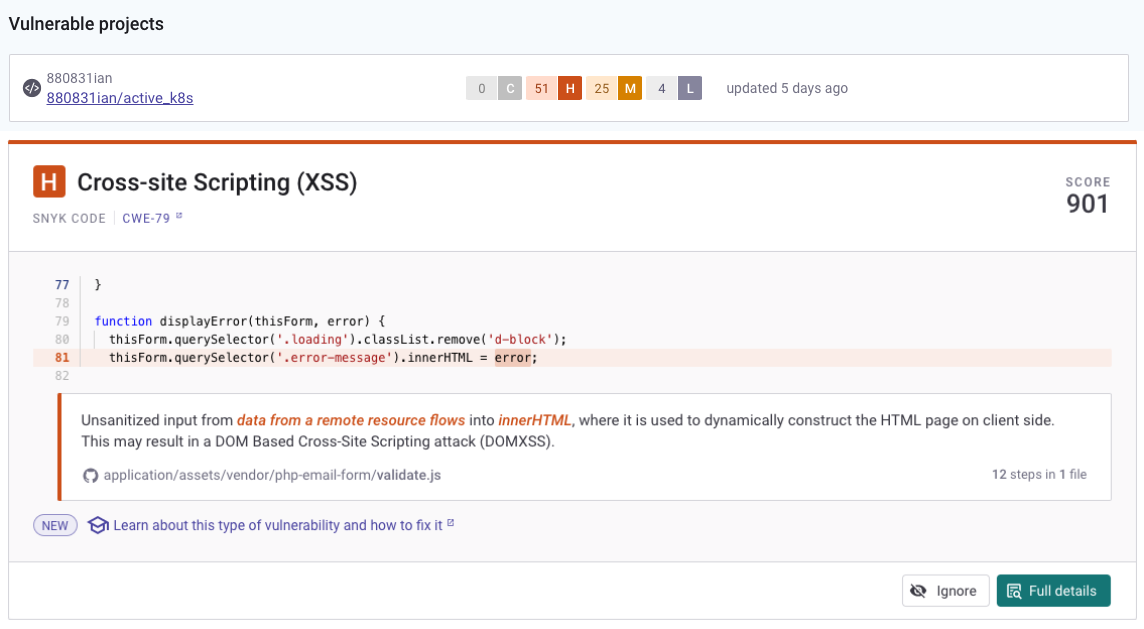 Vulnerable projects
880831ian
880831ian/active_k8s
0 C 51 H 25 M 4 L
updated 5 days ago
H Cross-site Scripting (XSS)
SCORE
901
SNYK CODE | CWE-79
77 }
78
79 function displayError(thisForm, error) {
80 thisForm.querySelector('.loading').classList.remove('d-block');
81 thisForm.querySelector('.error-message').innerHTML = error;
82
Unsanitized input from data from a remote resource flows into innerHTML, where it is used to dynamically construct the HTML page on client side.
This may result in a DOM Based Cross-Site Scripting attack (DOMXSS).
application/assets/vendor/php-email-form/validate.js
12 steps in 1 file
NEW Learn about this type of vulnerability and how to fix it
Ignore
Full details